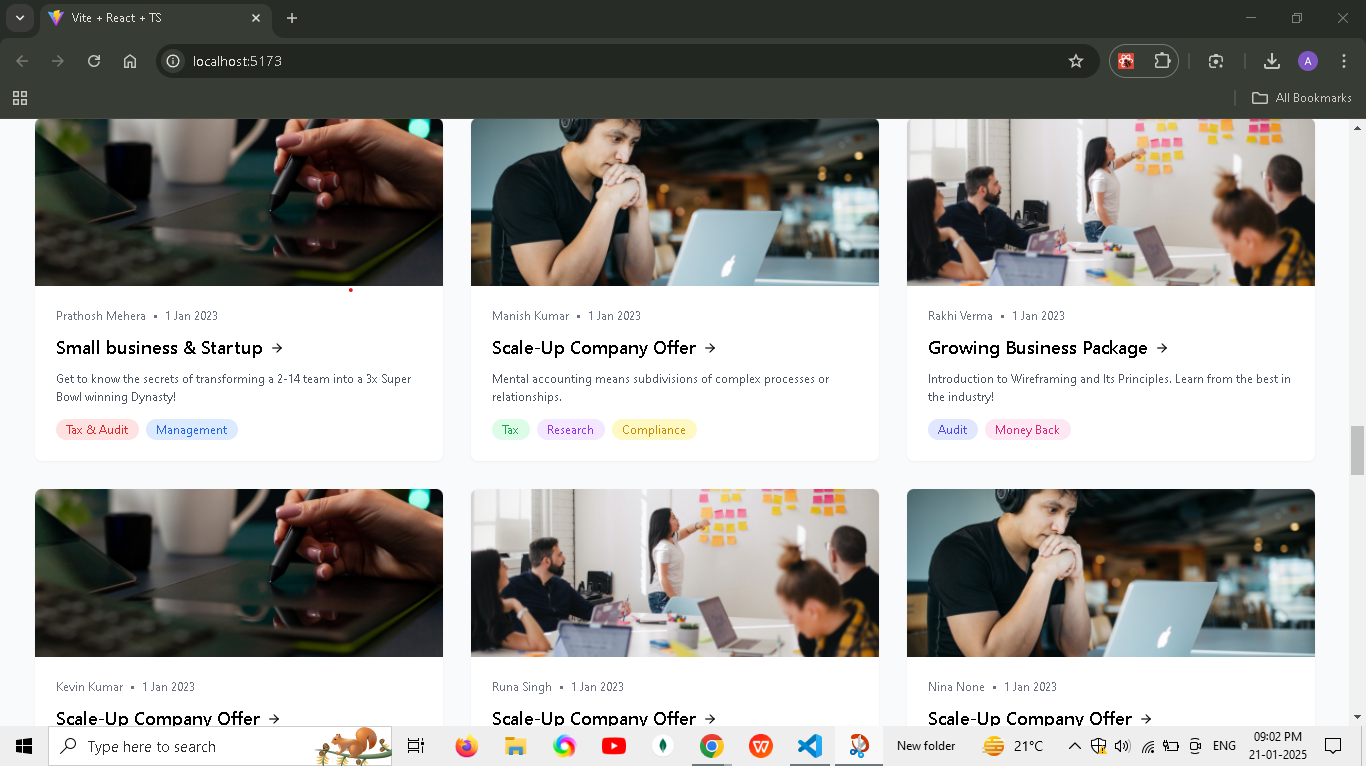 Vite + React + TS
localhost:5173
A
All Bookmarks
Prathosh Mehera • 1 Jan 2023
Small business & Startup →
Get to know the secrets of transforming a 2-14 team into a 3x Super
Bowl winning Dynasty!
Tax & Audit Management
Manish Kumar • 1 Jan 2023
Scale-Up Company Offer →
Mental accounting means subdivisions of complex processes or
relationships.
Tax Research Compliance
Rakhi Verma • 1 Jan 2023
Growing Business Package →
Introduction to Wireframing and Its Principles. Learn from the best in
the industry!
Audit Money Back
Kevin Kumar • 1 Jan 2023
Scale-Up Company Offer →
Runa Singh • 1 Jan 2023
Scale-Up Company Offer →
Nina None • 1 Jan 2023
Scale-Up Company Offer →
Type here to search
New folder
21°C
ENG
09:02 PM
21-01-2025